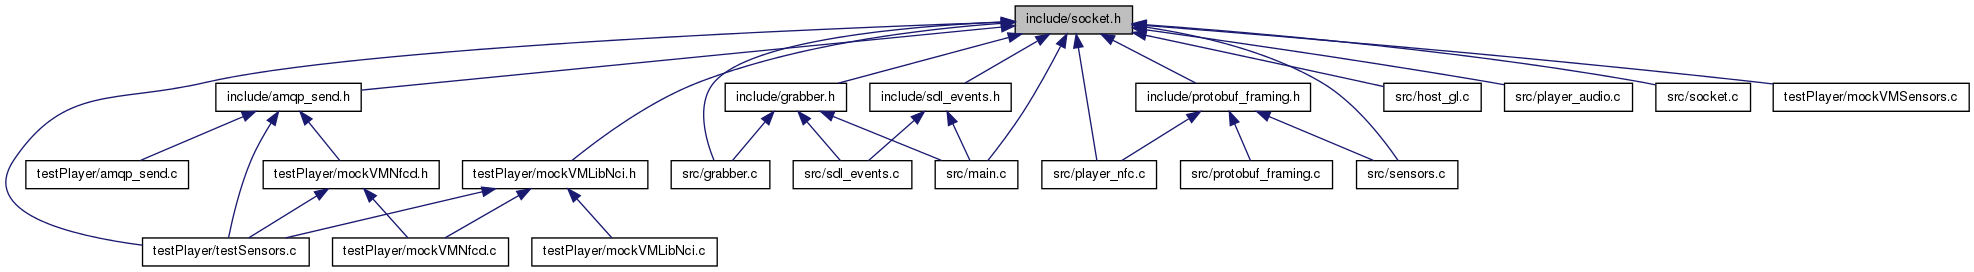 include/socket.h
include/amqp_send.h
include/grabber.h
include/sdl_events.h
include/protobuf_framing.h
src/host_gl.c
src/player_audio.c
src/socket.c
testPlayer/mockVMSensors.c
testPlayer/amqp_send.c
testPlayer/mockVMNfcd.h
testPlayer/mockVMLibNci.h
src/grabber.c
src/sdl_events.c
src/main.c
src/player_nfc.c
src/protobuf_framing.c
src/sensors.c
testPlayer/testSensors.c
testPlayer/mockVMNfcd.c
testPlayer/mockVMLibNci.c